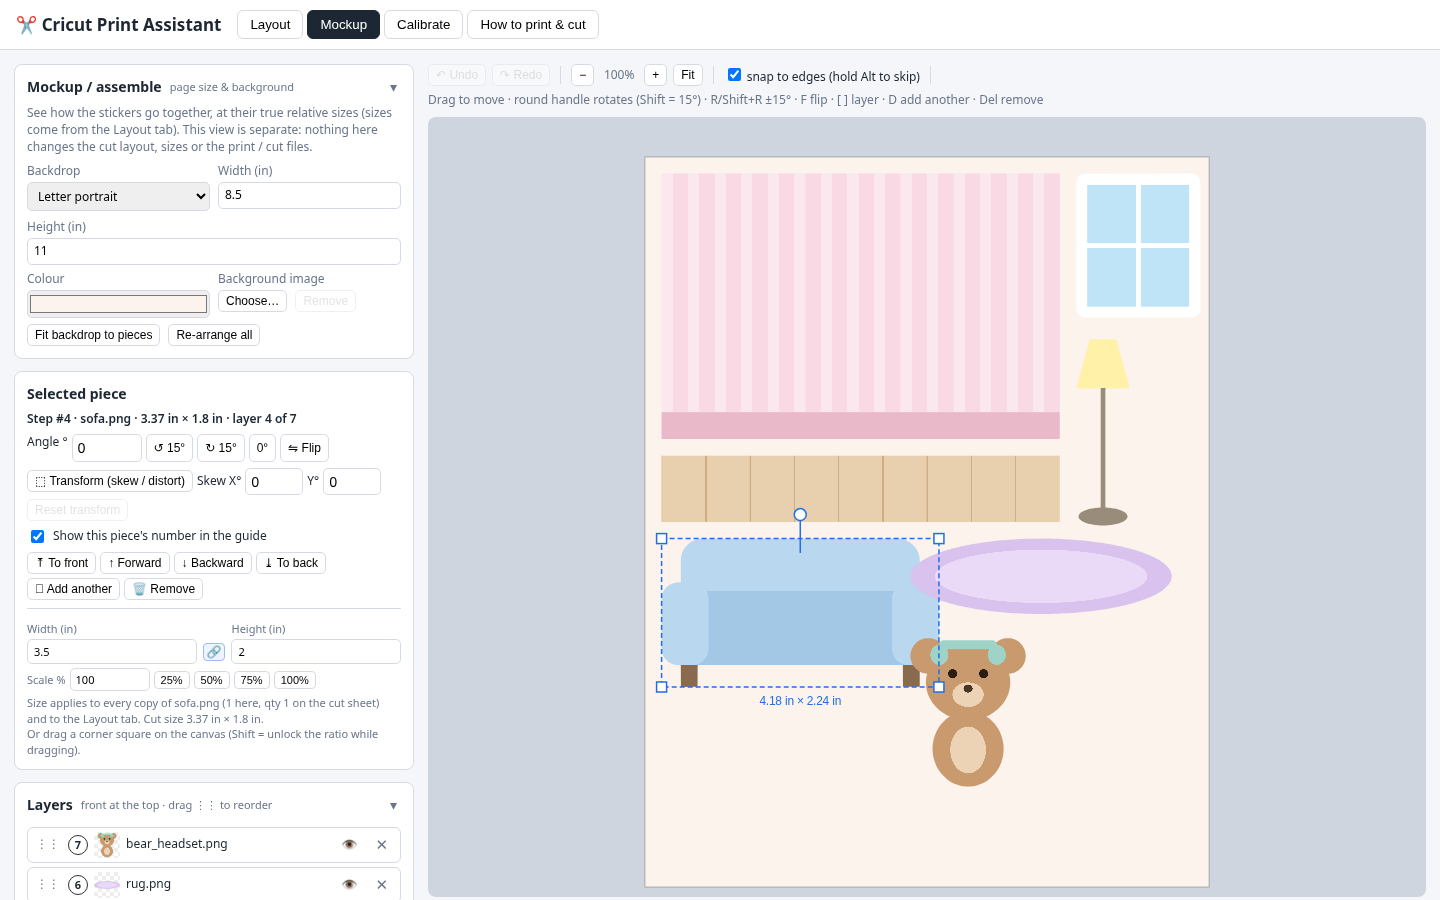 ✂️ Cricut Print Assistant
Layout
Mockup
Calibrate
How to print & cut
Mockup / assemble page size & background ▼
See how the stickers go together, at their true relative sizes (sizes
come from the Layout tab). This view is separate: nothing here
changes the cut layout, sizes or the print / cut files.
Backdrop
Width (in)
Letter portrait
8.5
Height (in)
11
Colour
Background image
Choose…
Remove
Fit backdrop to pieces
Re-arrange all
Selected piece
Step #4 · sofa.png · 3.37 in × 1.8 in · layer 4 of 7
Angle ° 0 ↺ 15° ↻ 15° 0° ⇋ Flip
⬚ Transform (skew / distort) Skew X° 0 Y° 0
Reset transform
Show this piece's number in the guide
⤒ To front ↑ Forward ↓ Backward ⤓ To back
Add another 🗑️ Remove
Width (in)
Height (in)
3.5 🔗 2
Scale % 100 25% 50% 75% 100%
Size applies to every copy of sofa.png (1 here, qty 1 on the cut sheet)
and to the Layout tab. Cut size 3.37 in × 1.8 in.
Or drag a corner square on the canvas (Shift = unlock the ratio while
dragging).
Layers front at the top · drag ⋮⋮ to reorder ▼
⋮⋮ 7 bear_headset.png 👁️ ✕
⋮⋮ 6 rug.png 👁️ ✕
↶ Undo ↷ Redo − 100% + Fit snap to edges (hold Alt to skip)
Drag to move · round handle rotates (Shift = 15°) · R/Shift+R ±15° · F flip · [ ] layer · D add another · Del remove
4.18 in × 2.24 in